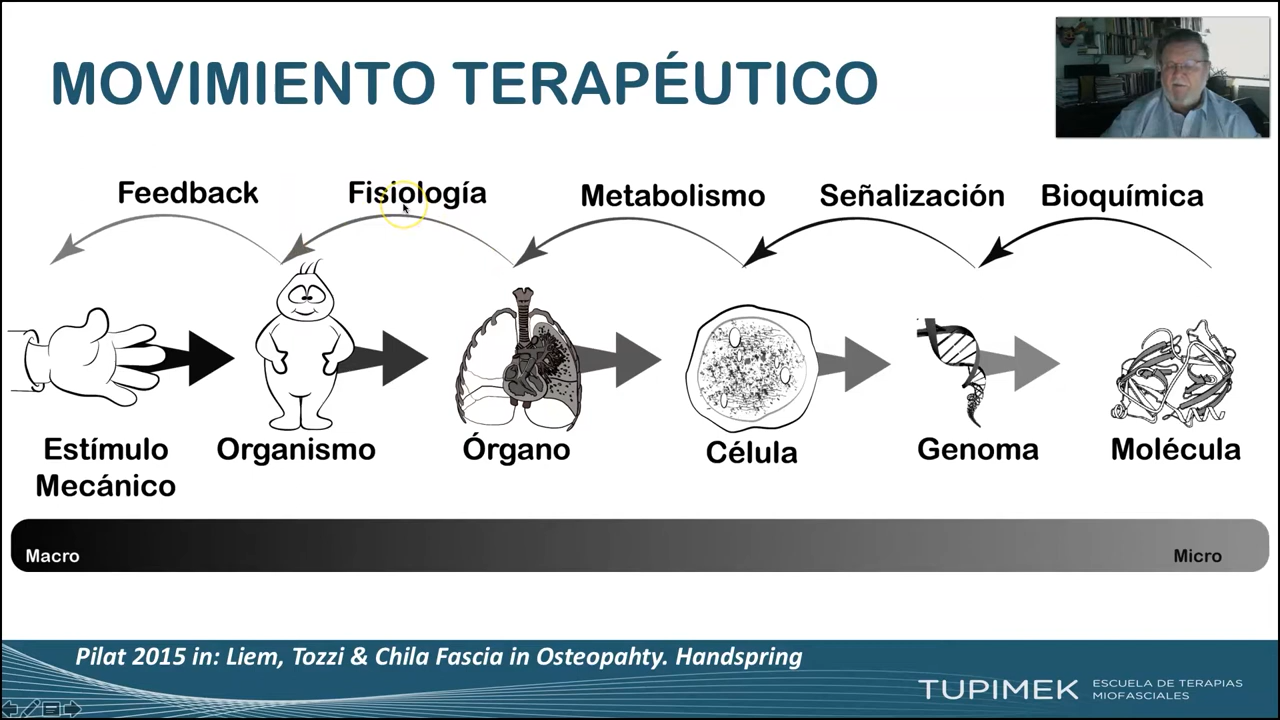 MOVIMIENTO TERAPÉUTICO
Feedback
Fisiología
Metabolismo
Señalización
Bioquímica
Estímulo
Mecánico
Organismo
Órgano
Célula
Genoma
Molécula
Macro
Micro
Pilat 2015 in: Liem, Tozzi & Chila Fascia in Osteopahty. Handspring
TUPIMEK
ESCUELA DE TERAPIAS
MIOFASCIALES